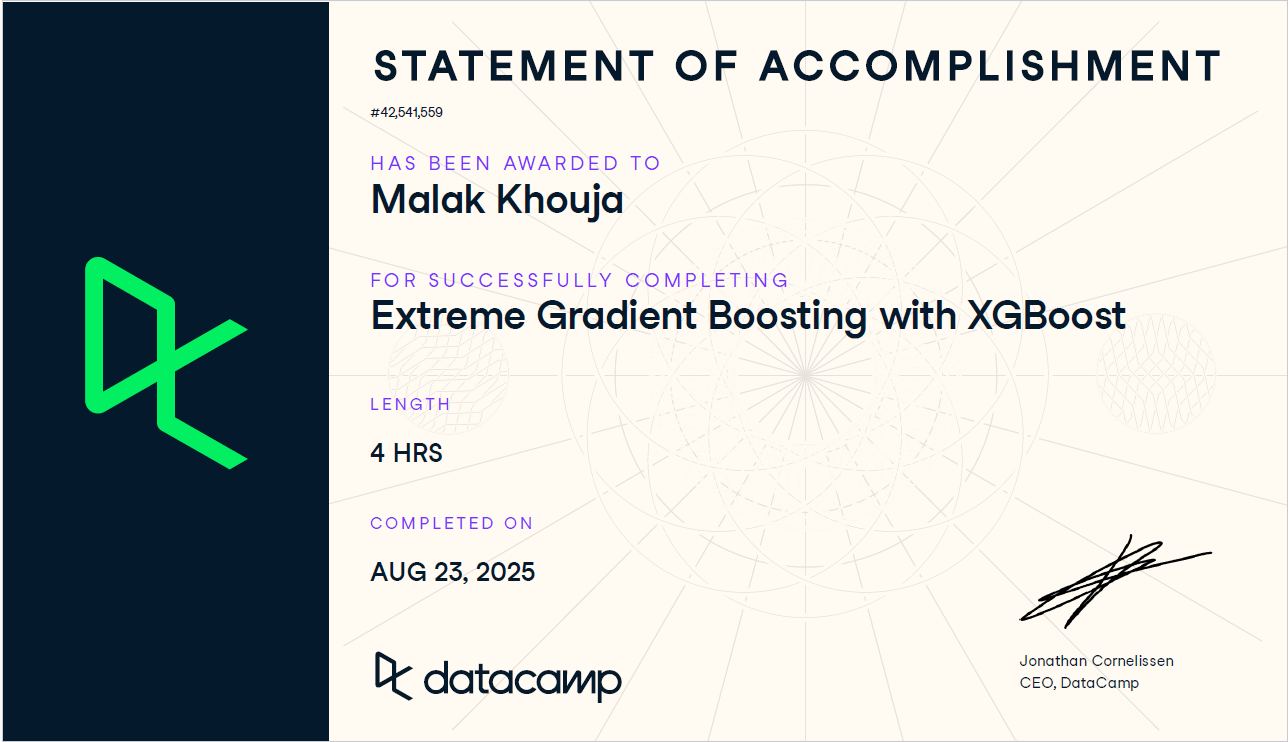 STATEMENT OF ACCOMPLISHMENT
#42,541,559
HAS BEEN AWARDED TO
Malak Khouja
FOR SUCCESSFULLY COMPLETING
Extreme Gradient Boosting with XGBoost
LENGTH
4 HRS
COMPLETED ON
AUG 23, 2025
datacamp
Jonathan Cornelissen
CEO, DataCamp